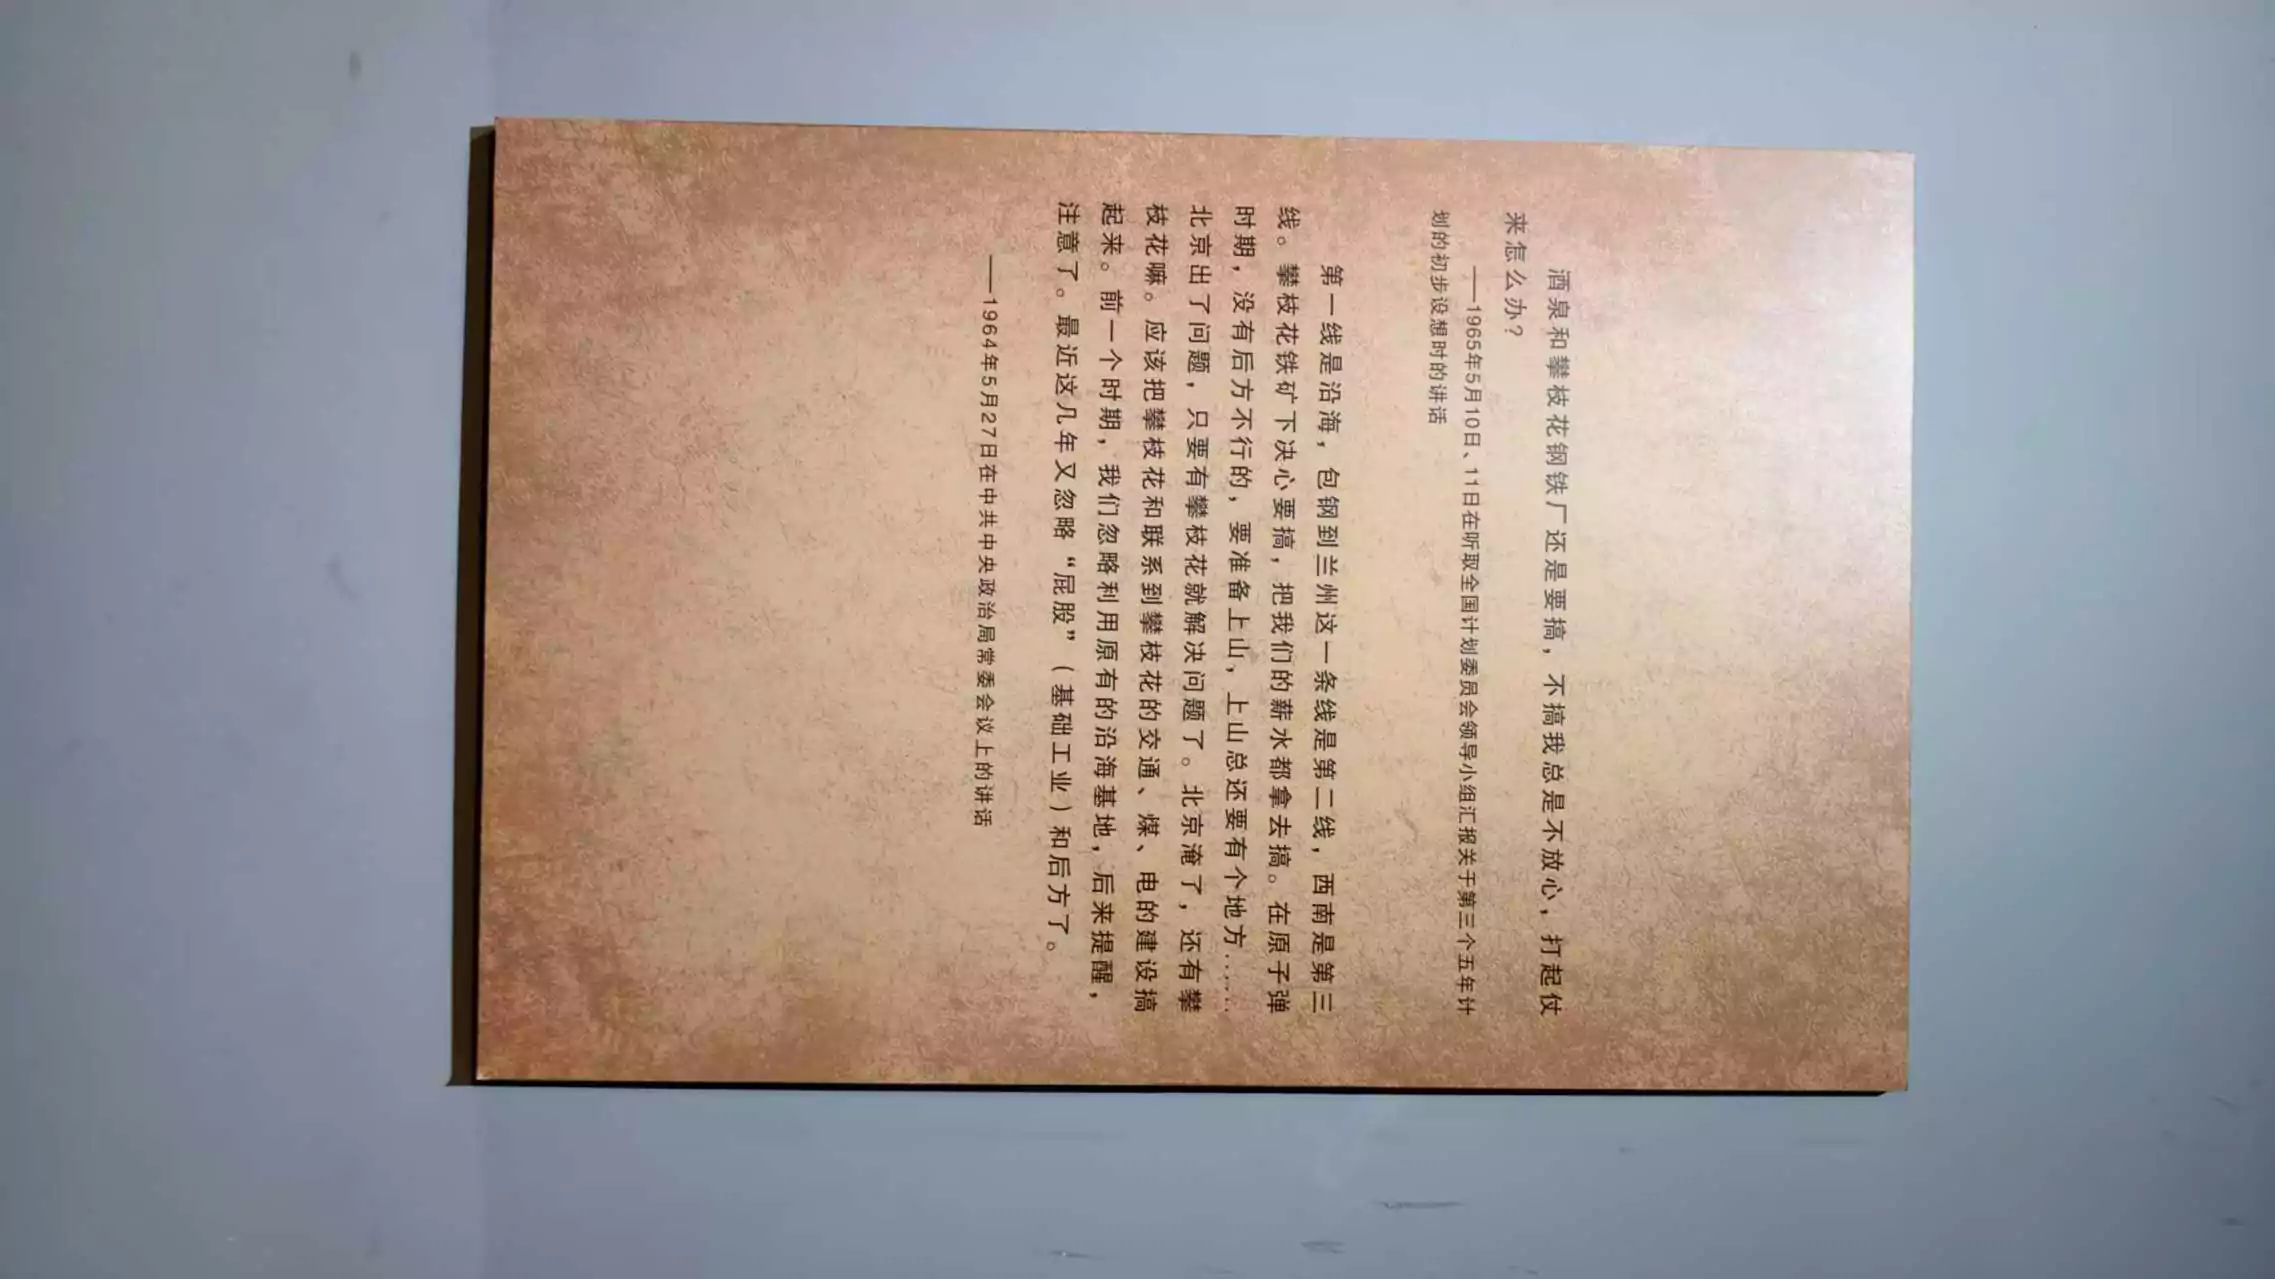 酒泉和攀枝花钢铁厂还是要搞，不搞我总是不放心，打起仗
来怎么办？
——1965年5月10日、11日在听取全国计划委员会领导小组汇报关于第三个五年计
划的初步设想时的讲话
第一线是沿海，包钢到兰州这一条线是第二线，西南是第三
线。攀枝花铁矿下决心要搞，把我们的薪水都拿去搞。在原子弹
时期，没有后方不行的，要准备上山，上山总还要有个地方……
北京出了问题，只要有攀枝花就解决问题了。北京淹了，还有攀
枝花嘛。应该把攀枝花和联系到攀枝花的交通、煤、电的建设搞
起来。前一个时期，我们忽略利用原有的沿海基地，后来提醒，
注意了。最近这几年又忽略“屁股”（基础工业）和后方了。
——1964年5月27日在中共中央政治局常委会议上的讲话